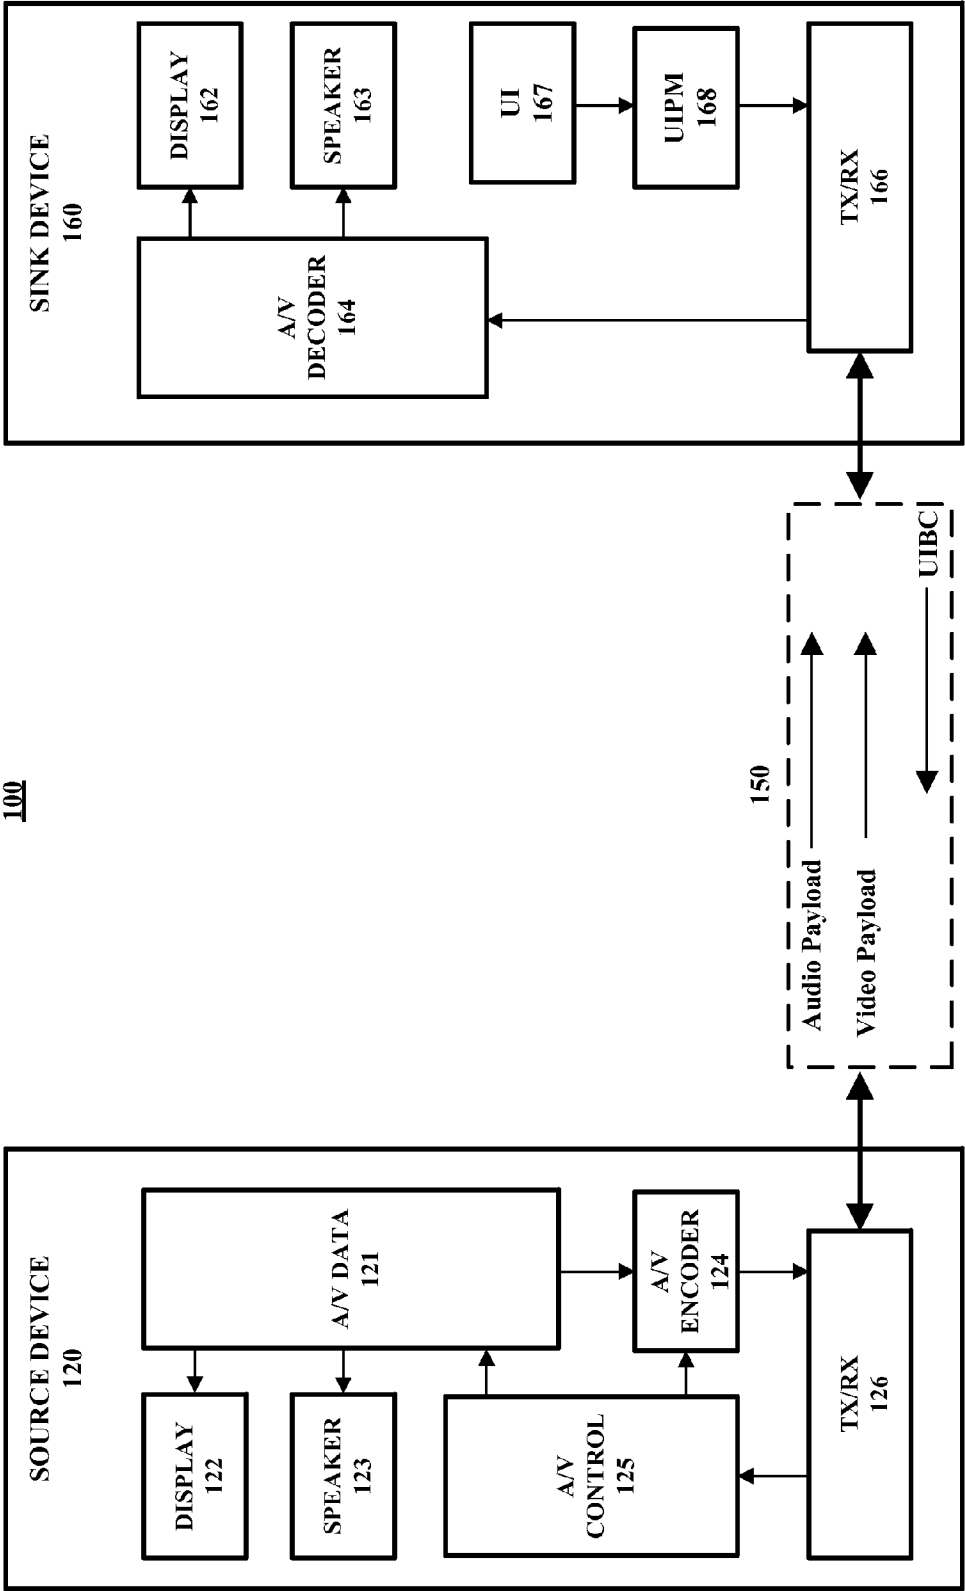 100
SOURCE DEVICE
120
DISPLAY
122
SPEAKER
123
A/V DATA
121
A/V
CONTROL
125
A/V
ENCODER
124
TX/RX
126
150
Audio Payload
Video Payload
UIBC
SINK DEVICE
160
A/V
DECODER
164
DISPLAY
162
SPEAKER
163
UI
167
UIPM
168
TX/RX
166